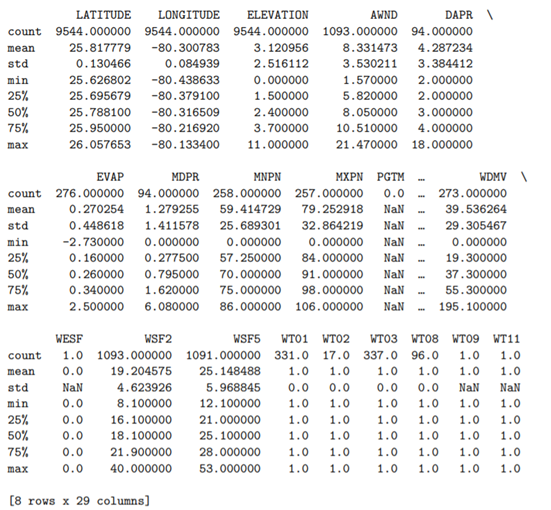 LATITUDE LONGITUDE ELEVATION AWND DAPR \
count 9544.000000 9544.000000 9544.000000 1093.000000 94.000000
mean 25.817779 -80.300783 3.120956 8.331473 4.287234
std 0.130466 0.084939 2.516112 3.530211 3.384412
min 25.626802 -80.438633 0.000000 1.570000 2.000000
25% 25.695679 -80.379100 1.500000 5.820000 2.000000
50% 25.788100 -80.316509 2.400000 8.050000 3.000000
75% 25.950000 -80.216920 3.700000 10.510000 4.000000
max 26.057653 -80.133400 11.000000 21.470000 18.000000
EVAP MDPR MNPN MXPN PGTM … WDMV \
count 276.000000 94.000000 258.000000 257.000000 0.0 … 273.000000
mean 0.270254 1.279255 59.414729 79.252918 NaN … 39.536264
std 0.448618 1.411578 25.689301 32.864219 NaN … 29.305467
min -2.730000 0.000000 0.000000 0.000000 NaN … 0.000000
25% 0.160000 0.277500 57.250000 84.000000 NaN … 19.300000
50% 0.260000 0.795000 70.000000 91.000000 NaN … 37.300000
75% 0.340000 1.620000 75.000000 98.000000 NaN … 55.300000
max 2.500000 6.080000 86.000000 106.000000 NaN … 195.100000
WESF WSF2 WSF5 WT01 WT02 WT03 WT08 WT09 WT11
count 1.0 1093.000000 1091.000000 331.0 17.0 337.0 96.0 1.0 1.0
mean 0.0 19.204575 25.148488 1.0 1.0 1.0 1.0 1.0 1.0
std NaN 4.623926 5.968845 0.0 0.0 0.0 0.0 NaN NaN
min 0.0 8.100000 12.100000 1.0 1.0 1.0 1.0 1.0 1.0
25% 0.0 16.100000 21.000000 1.0 1.0 1.0 1.0 1.0 1.0
50% 0.0 18.100000 25.100000 1.0 1.0 1.0 1.0 1.0 1.0
75% 0.0 21.900000 28.000000 1.0 1.0 1.0 1.0 1.0 1.0
max 0.0 40.000000 53.000000 1.0 1.0 1.0 1.0 1.0 1.0
[8 rows x 29 columns]